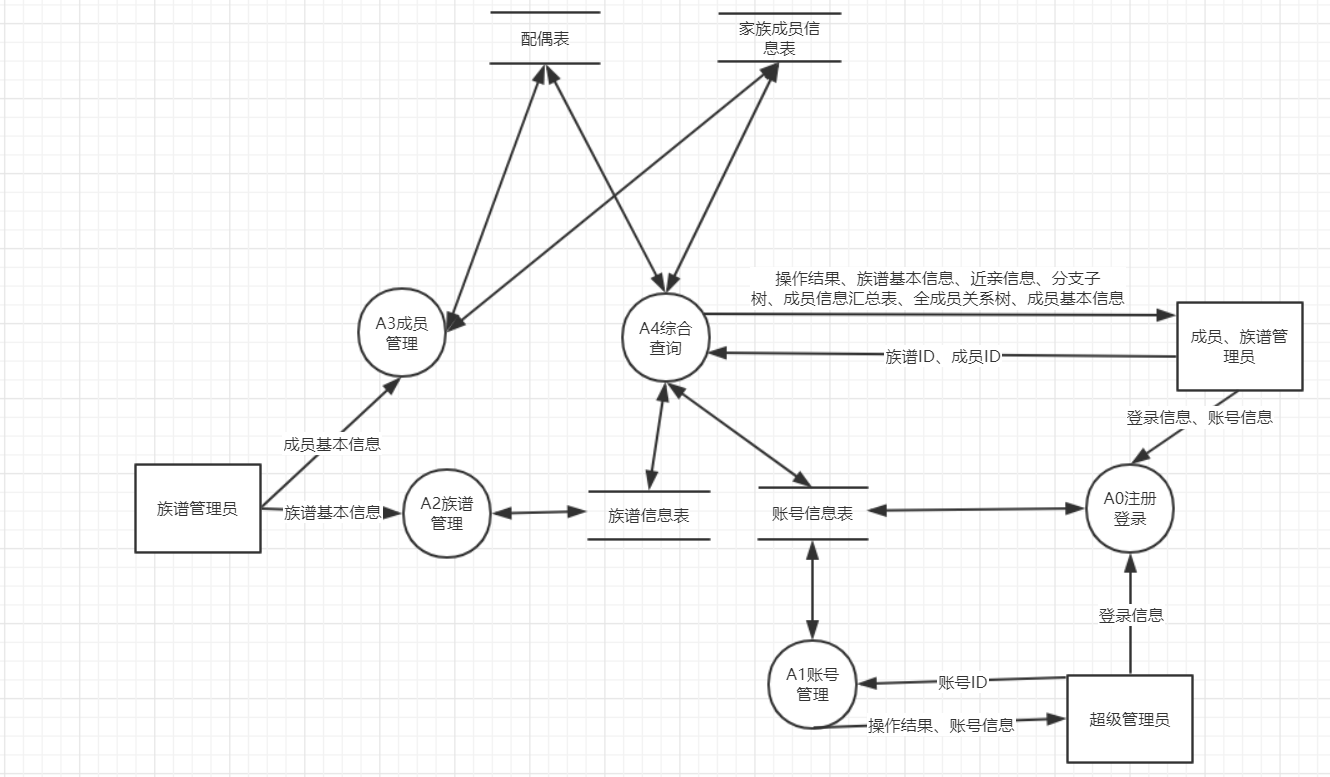 配偶表
家族成员信
息表
操作结果、族谱基本信息、近亲信息、分支子
树、成员信息汇总表、全成员关系树、成员基本信息
A3成员
管理
A4综合
查询
成员、族谱管
理员
族谱ID、成员ID
登录信息、账号信息
成员基本信息
族谱管理员
族谱基本信息
A2族谱
管理
族谱信息表
账号信息表
A0注册
登录
登录信息
A1账号
管理
账号ID
操作结果、账号信息
超级管理员